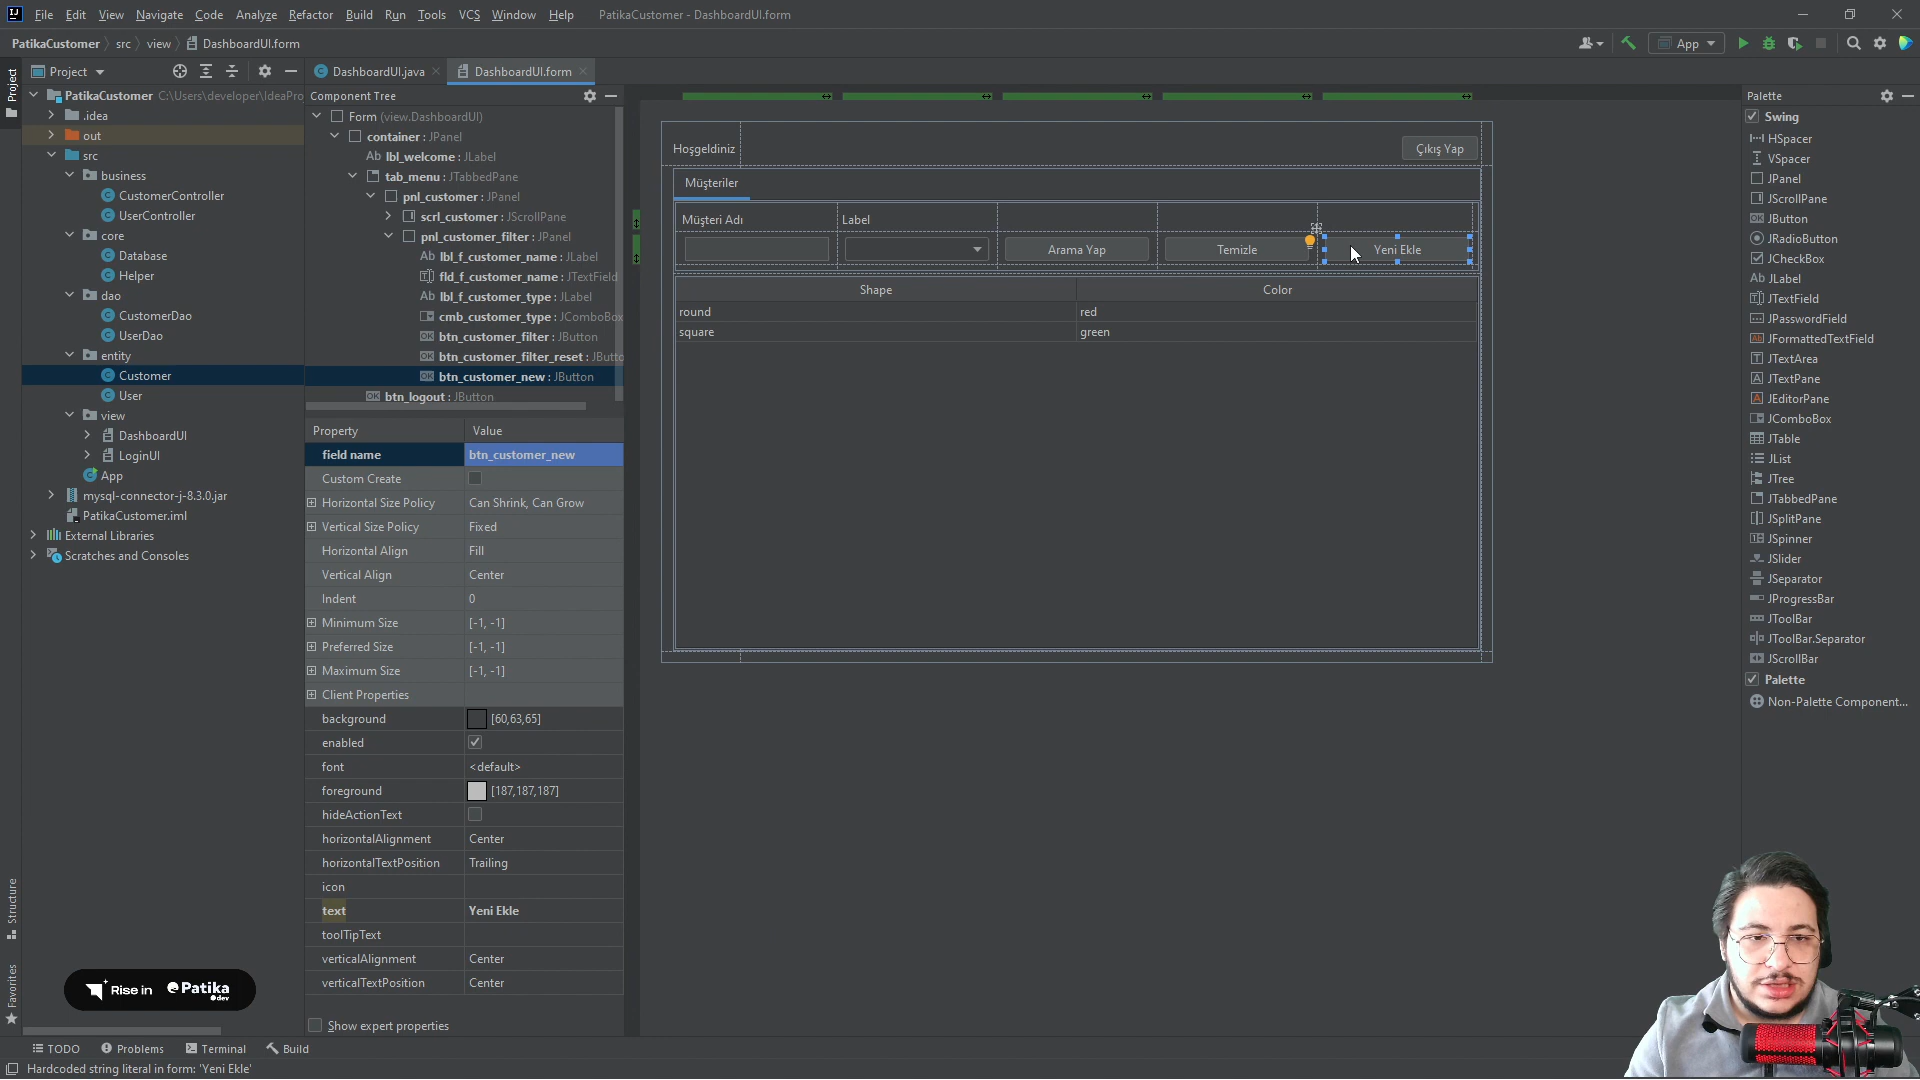 File Edit View Navigate Code Analyze Refactor Build Run Tools VCS Window Help PatikaCustomer - DashboardUI.form
PatikaCustomer src view DashboardUI.form
App
Project
Project
DashboardUI.java
DashboardUI.form
PatikaCustomer C:\Users\developer\IdeaPro
.idea
out
src
business
CustomerController
UserController
core
Database
Helper
dao
CustomerDao
UserDao
entity
Customer
User
view
DashboardUI
LoginUI
App
mysql-connector-j-8.3.0.jar
PatikaCustomer.iml
External Libraries
Scratches and Consoles
Component Tree
Form (view.DashboardUI)
container : JPanel
lbl_welcome : JLabel
tab_menu : JTabbedPane
pnl_customer : JPanel
scrl_customer : JScrollPane
pnl_customer_filter : JPanel
lbl_f_customer_name : JLabel
fld_f_customer_name : JTextField
lbl_f_customer_type : JLabel
cmb_customer_type : JComboBox
btn_customer_filter : JButton
btn_customer_filter_reset : JButto
btn_customer_new : JButton
btn_logout : JButton
Property Value
field name btn_customer_new
Custom Create
Horizontal Size Policy Can Shrink, Can Grow
Vertical Size Policy Fixed
Horizontal Align Fill
Vertical Align Center
Indent 0
Minimum Size [-1, -1]
Preferred Size [-1, -1]
Maximum Size [-1, -1]
Client Properties
background [60,63,65]
enabled
font <default>
foreground [187,187,187]
hideActionText
horizontalAlignment Center
horizontalTextPosition Trailing
icon
text Yeni Ekle
toolTipText
verticalAlignment Center
verticalTextPosition Center
Show expert properties
Hoşgeldiniz Çıkış Yap
Müşteriler
Müşteri Adı Label
Arama Yap Temizle Yeni Ekle
Shape Color
round red
square green
Palette
Swing
HSpacer
VSpacer
JPanel
JScrollPane
JButton
JRadioButton
JCheckBox
JLabel
JTextField
JPasswordField
JFormattedTextField
JTextArea
JTextPane
JEditorPane
JComboBox
JTable
JList
JTree
JTabbedPane
JSplitPane
JSpinner
JSlider
JSeparator
JProgressBar
JToolBar
JToolBar.Separator
JScrollBar
Palette
Non-Palette Component...
Structure
Favorites
Rise in Patika.dev
TODO Problems Terminal Build
Hardcoded string literal in form: 'Yeni Ekle'